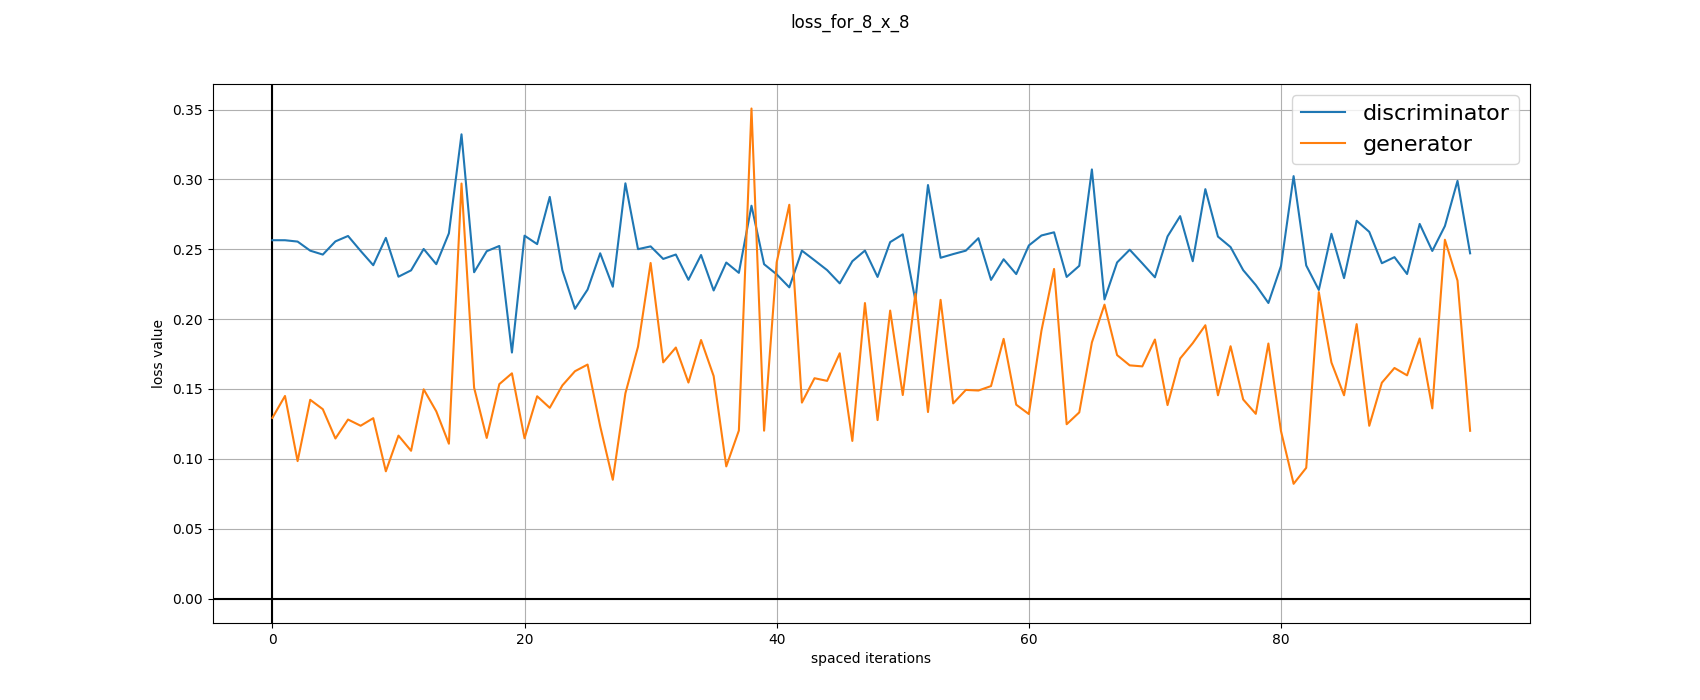 loss_for_8_x_8
discriminator
generator
loss value
0.35
0.30
0.25
0.20
0.15
0.10
0.05
0.00
0 20 40 60 80
spaced iterations